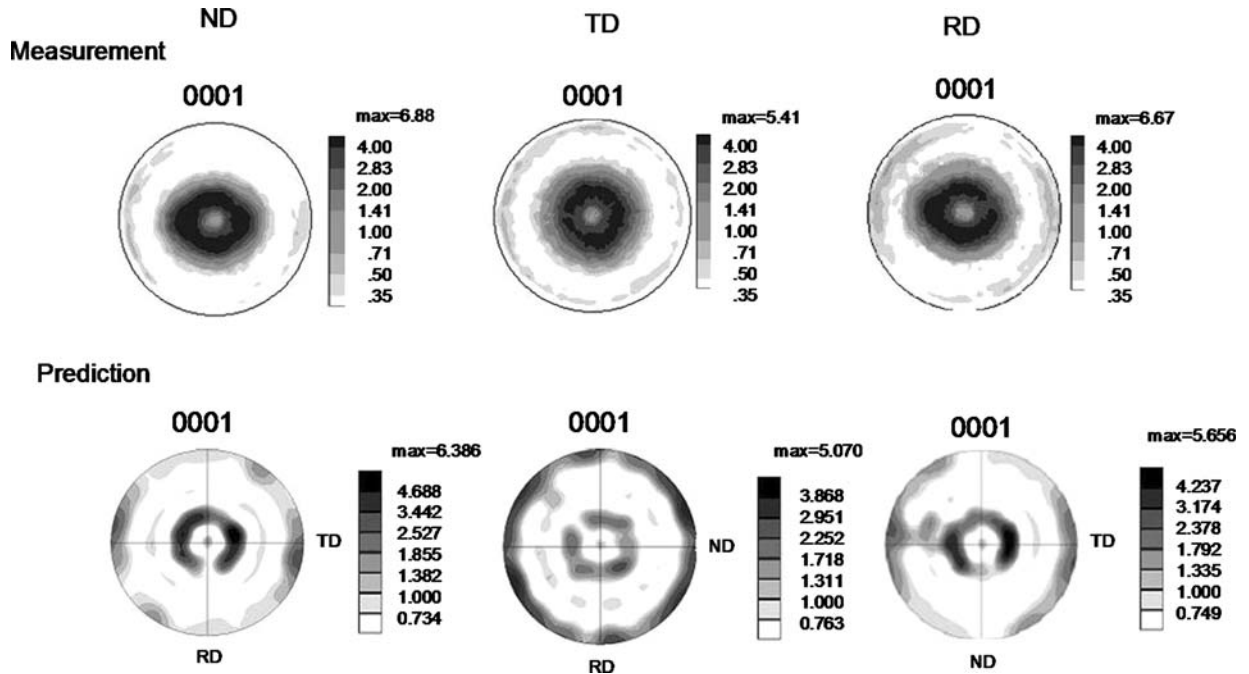 ND TD RD
Measurement
0001 0001 0001
max=6.88 max=5.41 max=6.67
4.00 4.00 4.00
2.83 2.83 2.83
2.00 2.00 2.00
1.41 1.41 1.41
1.00 1.00 1.00
.71 .71 .71
.50 .50 .50
.35 .35 .35
Prediction
0001 0001 0001
max=6.386 max=5.070 max=5.656
4.688 3.868 4.237
3.442 2.951 3.174
2.527 2.252 2.378
1.855 1.718 1.792
1.382 1.311 1.335
1.000 1.000 1.000
0.734 0.763 0.749
TD ND TD
RD RD ND